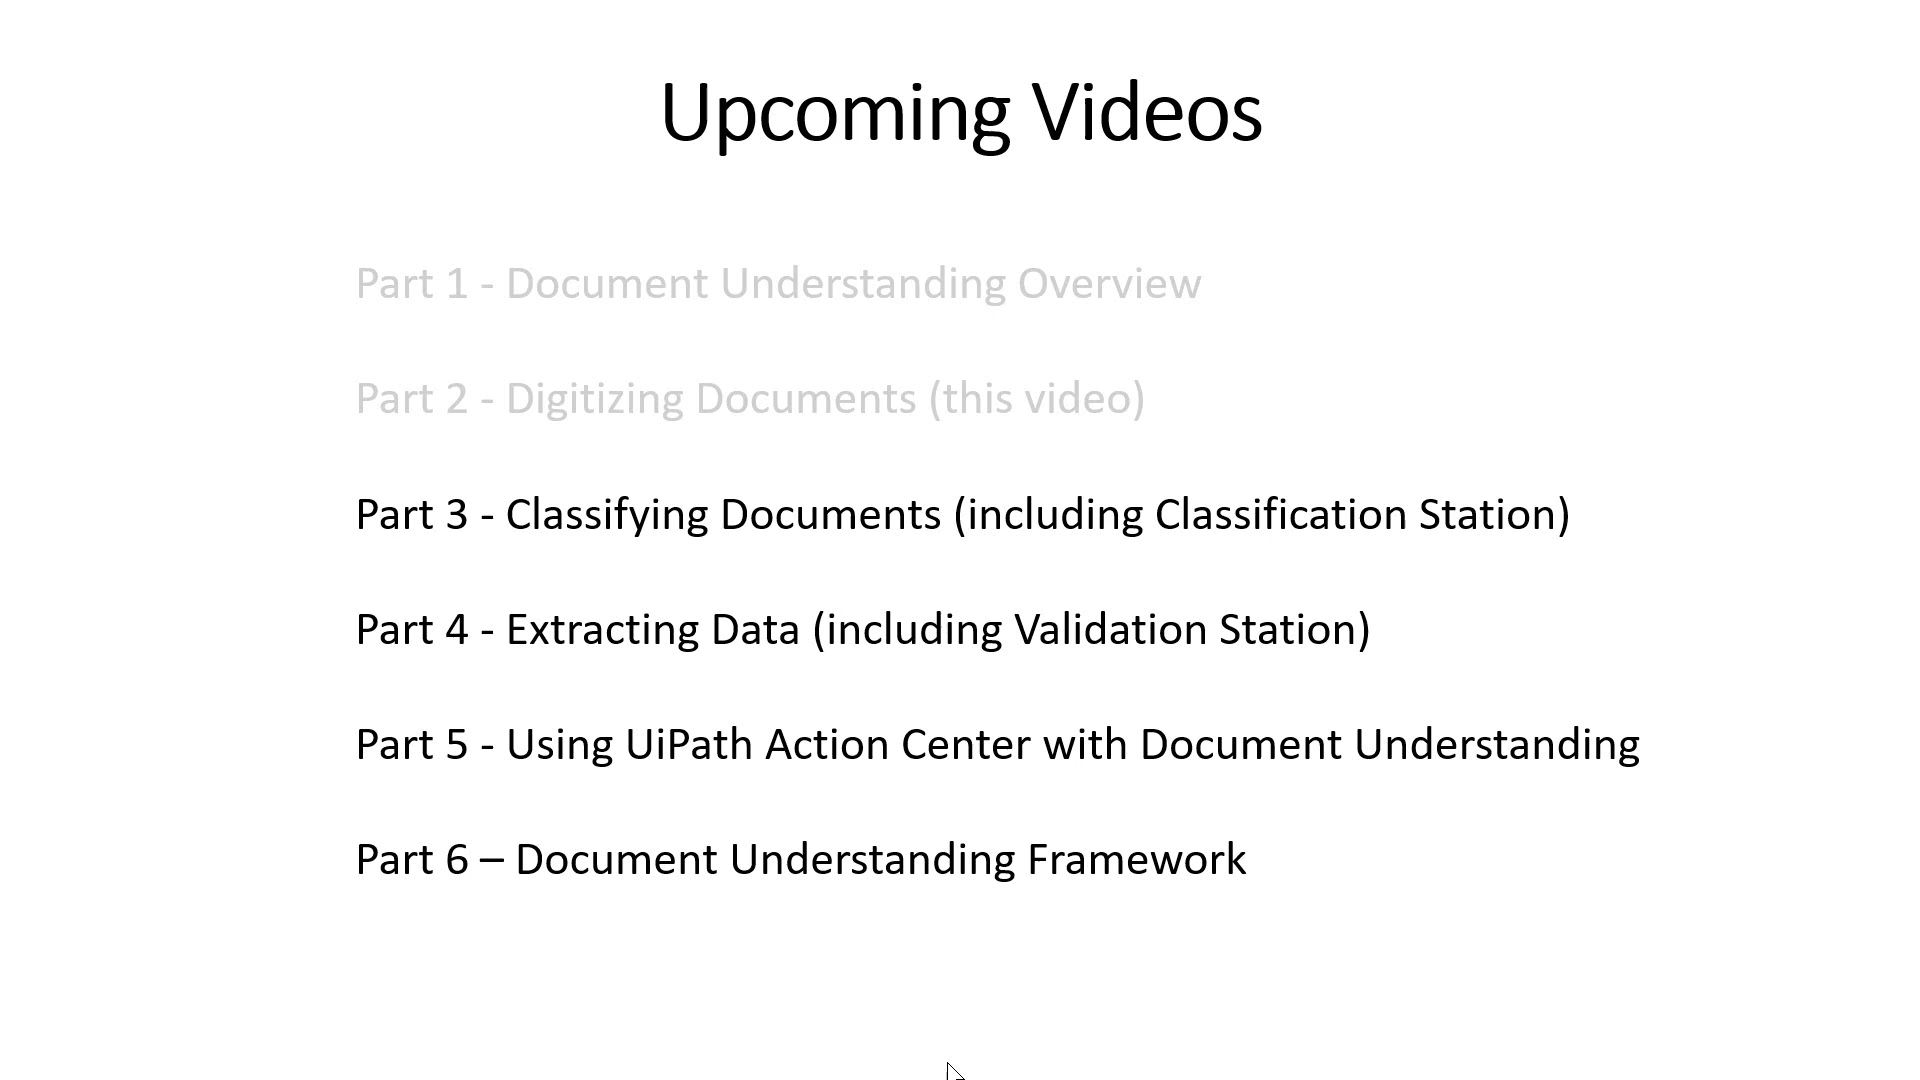 Upcoming Videos
Part 1 - Document Understanding Overview
Part 2 - Digitizing Documents (this video)
Part 3 - Classifying Documents (including Classification Station)
Part 4 - Extracting Data (including Validation Station)
Part 5 - Using UiPath Action Center with Document Understanding
Part 6 – Document Understanding Framework